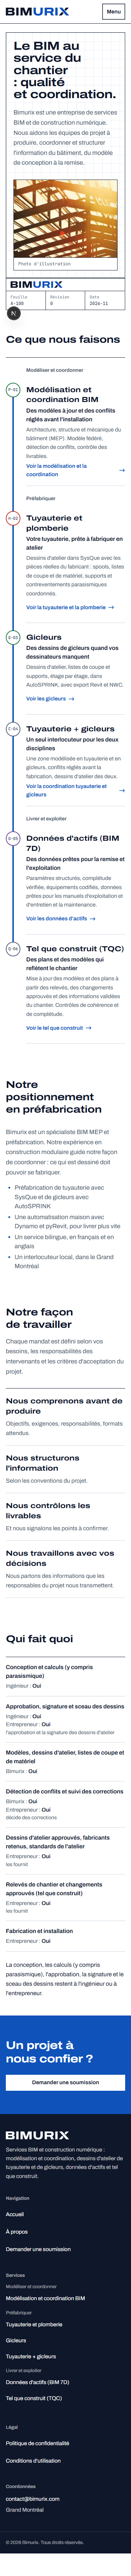 BIMURIX
Menu
Le BIM au
service du
chantier
: qualité
et coordination.
Bimurix est une entreprise de services
BIM et de construction numérique.
Nous aidons les équipes de projet à
produire, coordonner et structurer
l'information du bâtiment, du modèle
de conception à la remise.
Photo d'illustration
BIMURIX
Feuille
A-100
Révision
0
Date
2026-11
N
Ce que nous faisons
Modéliser et coordonner
M-01
Modélisation et
coordination BIM
Des modèles à jour et des conflits
réglés avant l'installation
Architecture, structure et mécanique du
bâtiment (MEP). Modèle fédéré,
détection de conflits, contrôle des
livrables.
Voir la modélisation et la
coordination →
Préfabriquer
Tuyauterie et
plomberie
Votre tuyauterie, prête à fabriquer en
atelier
Dessins d'atelier dans SysQue avec les
pièces réelles du fabricant : spools, listes
de coupe et de matériel, supports et
contreventements parasismiques
coordonnés.
Voir la tuyauterie et la plomberie →
Gicleurs
Des dessins de gicleurs quand vos
dessinateurs manquent
Dessins d'atelier, listes de coupe et
supports, étage par étage, dans
AutoSPRINK, avec export Revit et NWC.
Voir les gicleurs →
Tuyauterie + gicleurs
Un seul interlocuteur pour les deux
disciplines
Une zone modélisée en tuyauterie et en
gicleurs, conflits réglés avant la
fabrication, dessins d'atelier des deux.
Voir la coordination tuyauterie et
gicleurs →
Livrer et exploiter
Données d'actifs (BIM
7D)
Des données prêtes pour la remise et
l'exploitation
Paramètres structurés, complétude
vérifiée, équipements codifiés, données
prêtes pour les manuels d'exploitation et
d'entretien et la maintenance.
Voir les données d'actifs →
Tel que construit (TQC)
Des plans et des modèles qui
reflètent le chantier
Mise à jour des modèles et des plans à
partir des relevés, des changements
approuvés et des informations validées
du chantier. Contrôles de cohérence et
de complétude.
Voir le tel que construit →
Notre
positionnement
en préfabrication
Bimurix est un spécialiste BIM MEP et
préfabrication. Notre expérience en
construction modulaire guide notre façon
de coordonner : ce qui est dessiné doit
pouvoir se fabriquer.
• Préfabrication de tuyauterie avec
SysQue et de gicleurs avec
AutoSPRINK
• Une automatisation maison avec
Dynamo et pyRevit, pour livrer plus vite
• Un service bilingue, en français et en
anglais
• Un interlocuteur local, dans le Grand
Montréal
Notre façon
de travailler
Chaque mandat est défini selon vos
besoins, les responsabilités des
intervenants et les critères d'acceptation du
projet.
Nous comprenons avant de
produire
Objectifs, exigences, responsabilités, formats
attendus.
Nous structurons
l'information
Selon les conventions du projet.
Nous contrôlons les
livrables
Et nous signalons les points à confirmer.
Nous travaillons avec vos
décisions
Nous partons des informations que les
responsables du projet nous transmettent.
Qui fait quoi
Conception et calculs (y compris
parasismique)
Ingénieur : Oui
Approbation, signature et sceau des dessins
Ingénieur : Oui
Entrepreneur : Oui
l'approbation et la signature des dessins d'atelier
Modèles, dessins d'atelier, listes de coupe et
de matériel
Bimurix : Oui
Détection de conflits et suivi des corrections
Bimurix : Oui
Entrepreneur : Oui
décide des corrections
Dessins d'atelier approuvés, fabricants
retenus, standards de l'atelier
Entrepreneur : Oui
les fournit
Relevés de chantier et changements
approuvés (tel que construit)
Entrepreneur : Oui
les fournit
Fabrication et installation
Entrepreneur : Oui
La conception, les calculs (y compris
parasismique), l'approbation, la signature et le
sceau des dessins restent à l'ingénieur ou à
l'entrepreneur.
Un projet à
nous confier ?
Demander une soumission
BIMURIX
Services BIM et construction numérique :
modélisation et coordination, dessins d'atelier de
tuyauterie et de gicleurs, données d'actifs et tel
que construit.
Navigation
Accueil
À propos
Demander une soumission
Services
Modéliser et coordonner
Modélisation et coordination BIM
Préfabriquer
Tuyauterie et plomberie
Gicleurs
Tuyauterie + gicleurs
Livrer et exploiter
Données d'actifs (BIM 7D)
Tel que construit (TQC)
Légal
Politique de confidentialité
Conditions d'utilisation
Coordonnées
contact@bimurix.com
Grand Montréal
© 2026 Bimurix. Tous droits réservés.